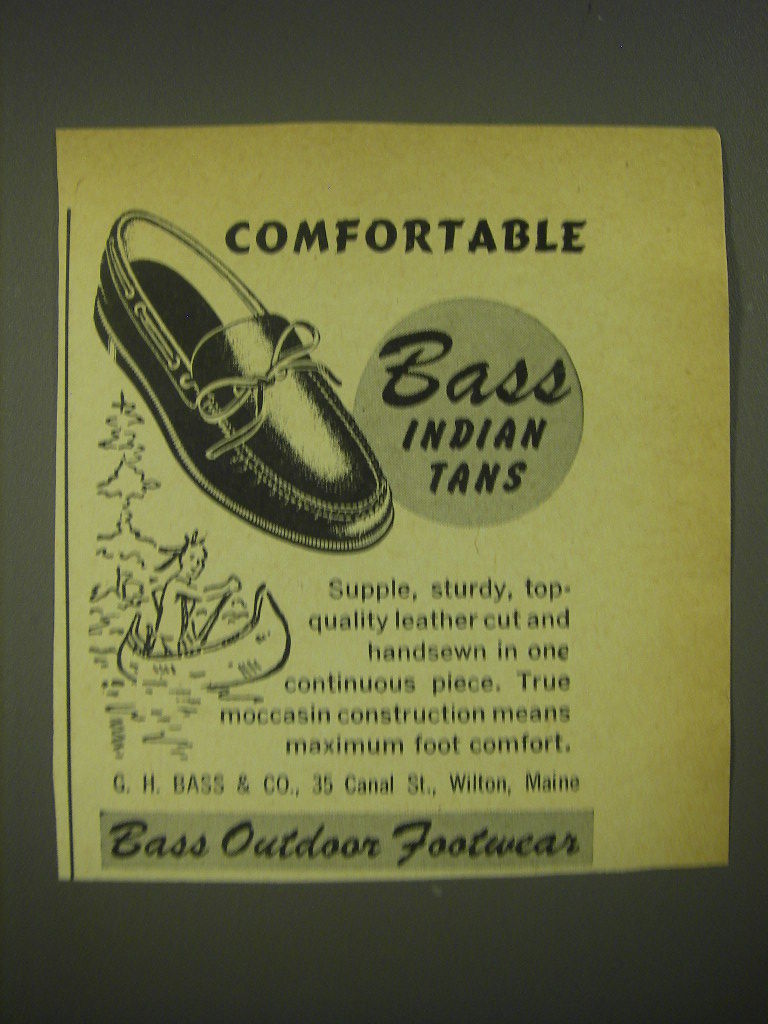 COMFORTABLE
Bass
INDIAN
TANS
Supple, sturdy, top-
quality leather cut and
handsewn in one
continuous piece. True
moccasin construction means
maximum foot comfort.
G. H. BASS & CO., 35 Canal St., Wilton, Maine
Bass Outdoor Footwear